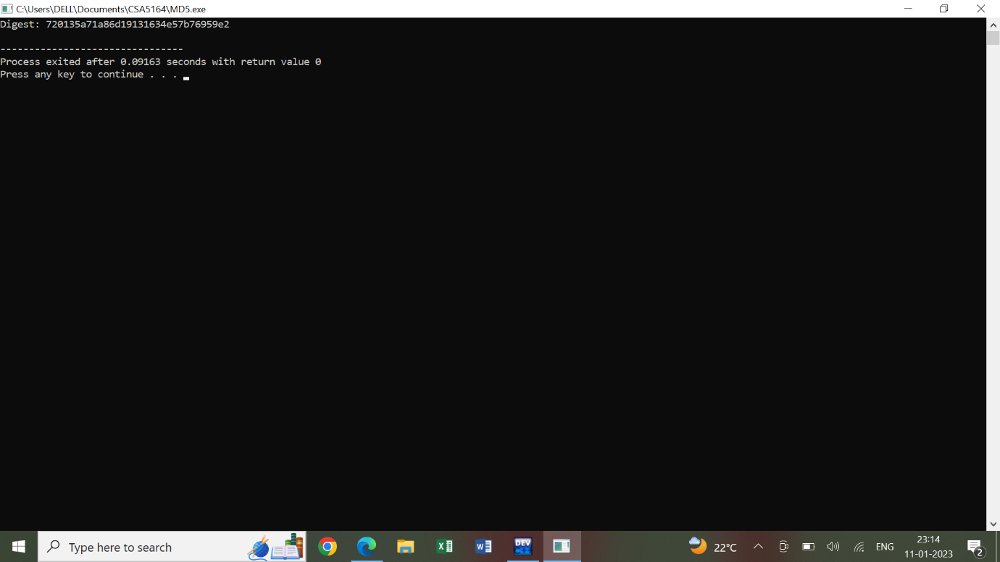 C:\Users\DELL\Documents\CSA5164\MD5.exe
Digest: 720135a71a86d19131634e57b76959e2
--------------------------------
Process exited after 0.09163 seconds with return value 0
Press any key to continue . . .
Type here to search
DEV
C++
22°C
ENG
23:14
11-01-2023
2